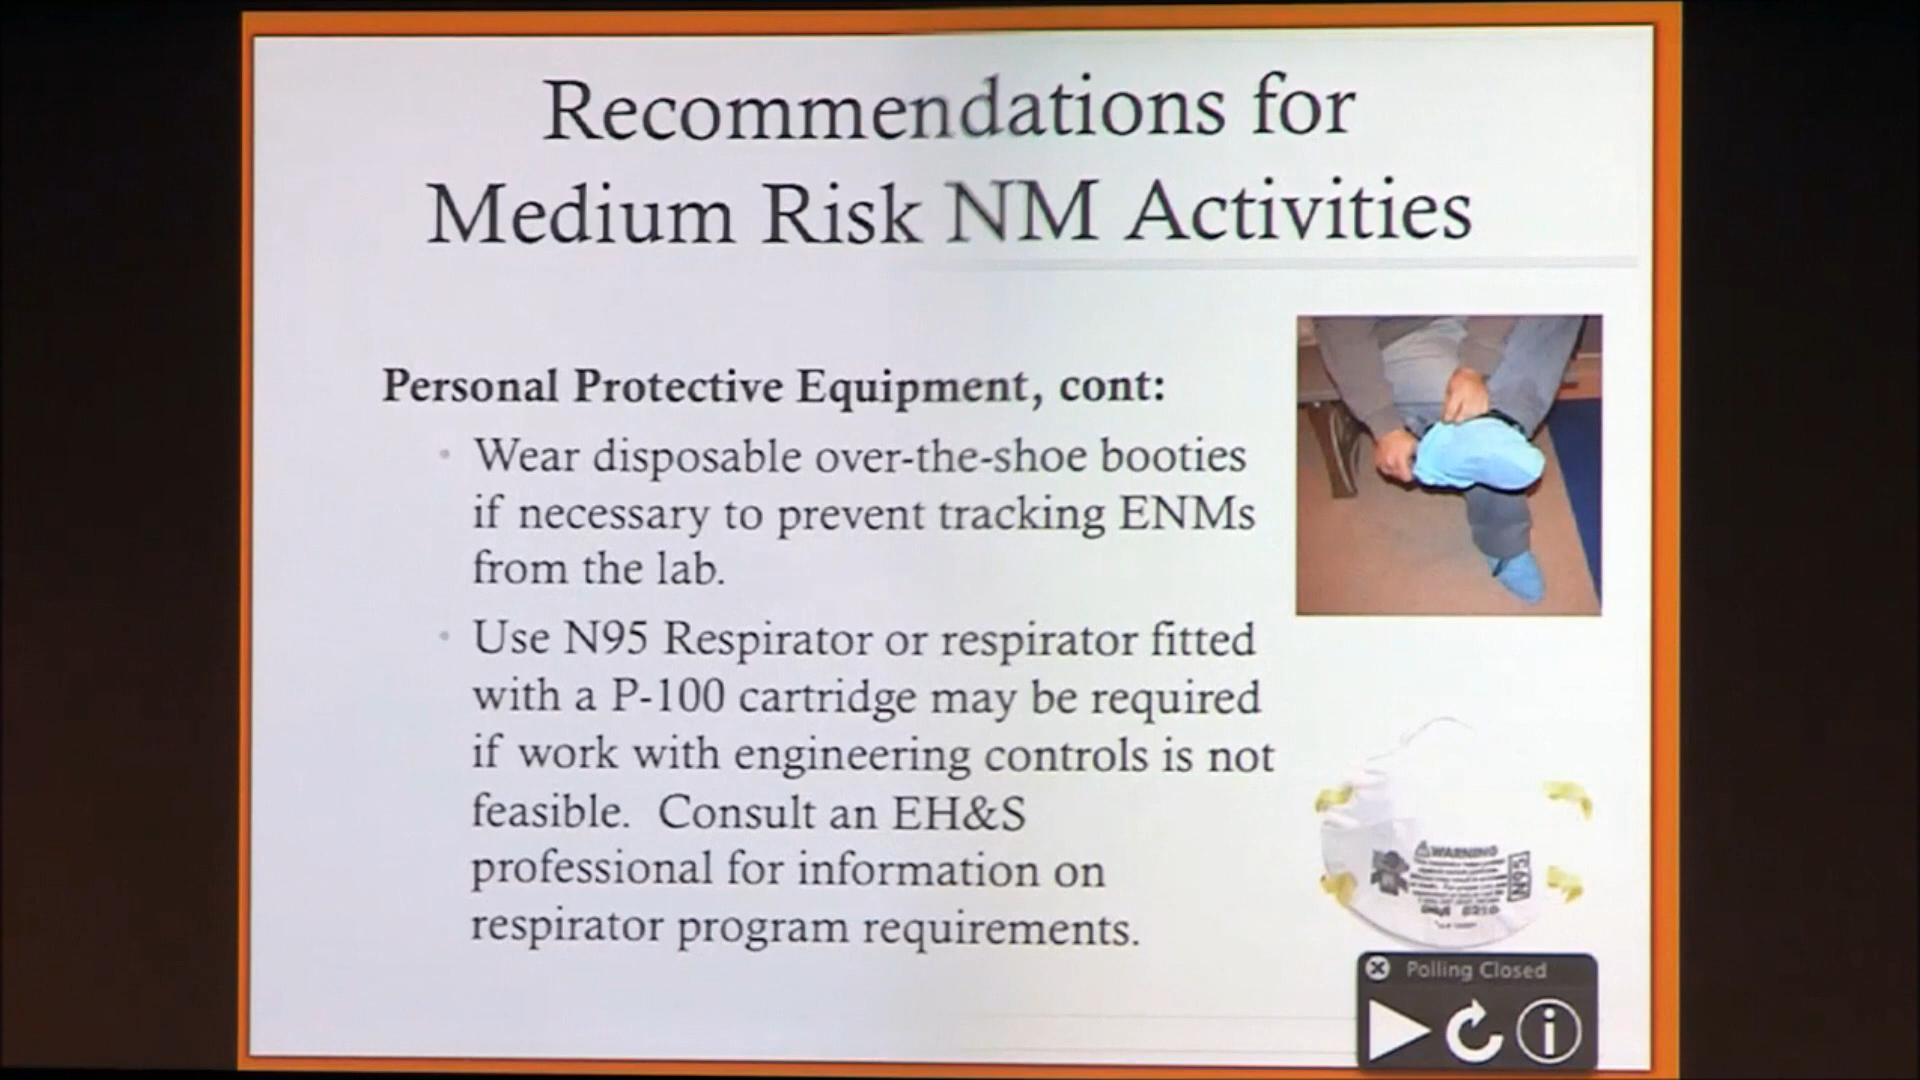 Recommendations for
Medium Risk NM Activities
Personal Protective Equipment, cont:
• Wear disposable over-the-shoe booties
if necessary to prevent tracking ENMs
from the lab.
• Use N95 Respirator or respirator fitted
with a P-100 cartridge may be required
if work with engineering controls is not
feasible. Consult an EH&S
professional for information on
respirator program requirements.
WARNING
N95
8210
Polling Closed